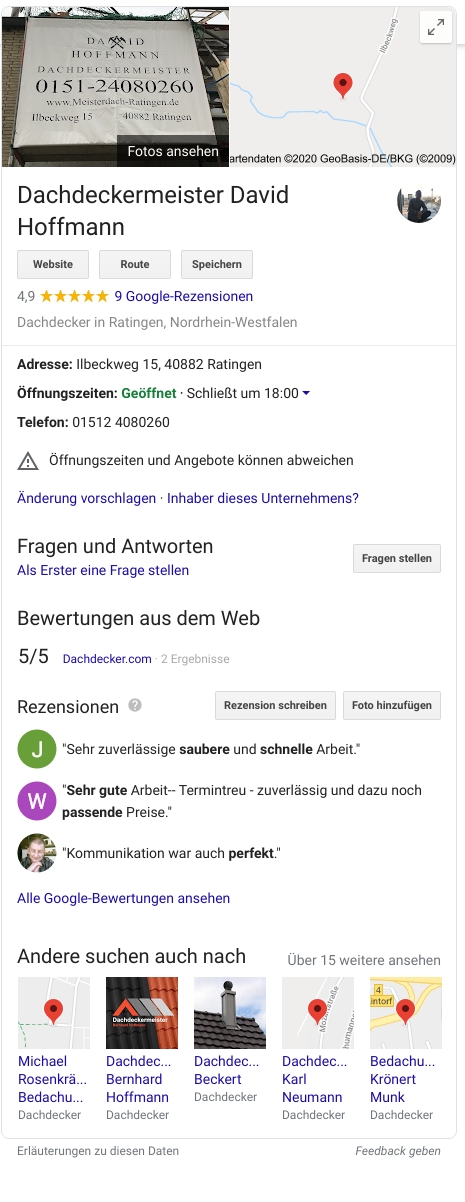 DAVID
HOFFMANN
DACHDECKERMEISTER
0151-24080260
www.Meisterdach-Ratingen.de
Ilbeckweg 15 40882 Ratingen
Fotos ansehen
Ilbeckweg
artendaten ©2020 GeoBasis-DE/BKG (©2009)
Dachdeckermeister David
Hoffmann
Website Route Speichern
4,9 ★★★★★ 9 Google-Rezensionen
Dachdecker in Ratingen, Nordrhein-Westfalen
Adresse: Ilbeckweg 15, 40882 Ratingen
Öffnungszeiten: Geöffnet · Schließt um 18:00
Telefon: 01512 4080260
Öffnungszeiten und Angebote können abweichen
Änderung vorschlagen · Inhaber dieses Unternehmens?
Fragen und Antworten
Fragen stellen
Als Erster eine Frage stellen
Bewertungen aus dem Web
5/5 Dachdecker.com · 2 Ergebnisse
Rezensionen ? Rezension schreiben Foto hinzufügen
J "Sehr zuverlässige saubere und schnelle Arbeit."
W "Sehr gute Arbeit-- Termintreu - zuverlässig und dazu noch
passende Preise."
"Kommunikation war auch perfekt."
Alle Google-Bewertungen ansehen
Andere suchen auch nach Über 15 weitere ansehen
Dachdeckermeister
Bernhard Hoffmann
4
intorf
Michael
Rosenkrä...
Bedachu...
Dachdecker
Dachdec...
Bernhard
Hoffmann
Dachdecker
Dachdec...
Beckert
Dachdecker
Dachdec...
Karl
Neumann
Dachdecker
Bedachu...
Krönert
Munk
Dachdecker
Erläuterungen zu diesen Daten Feedback geben